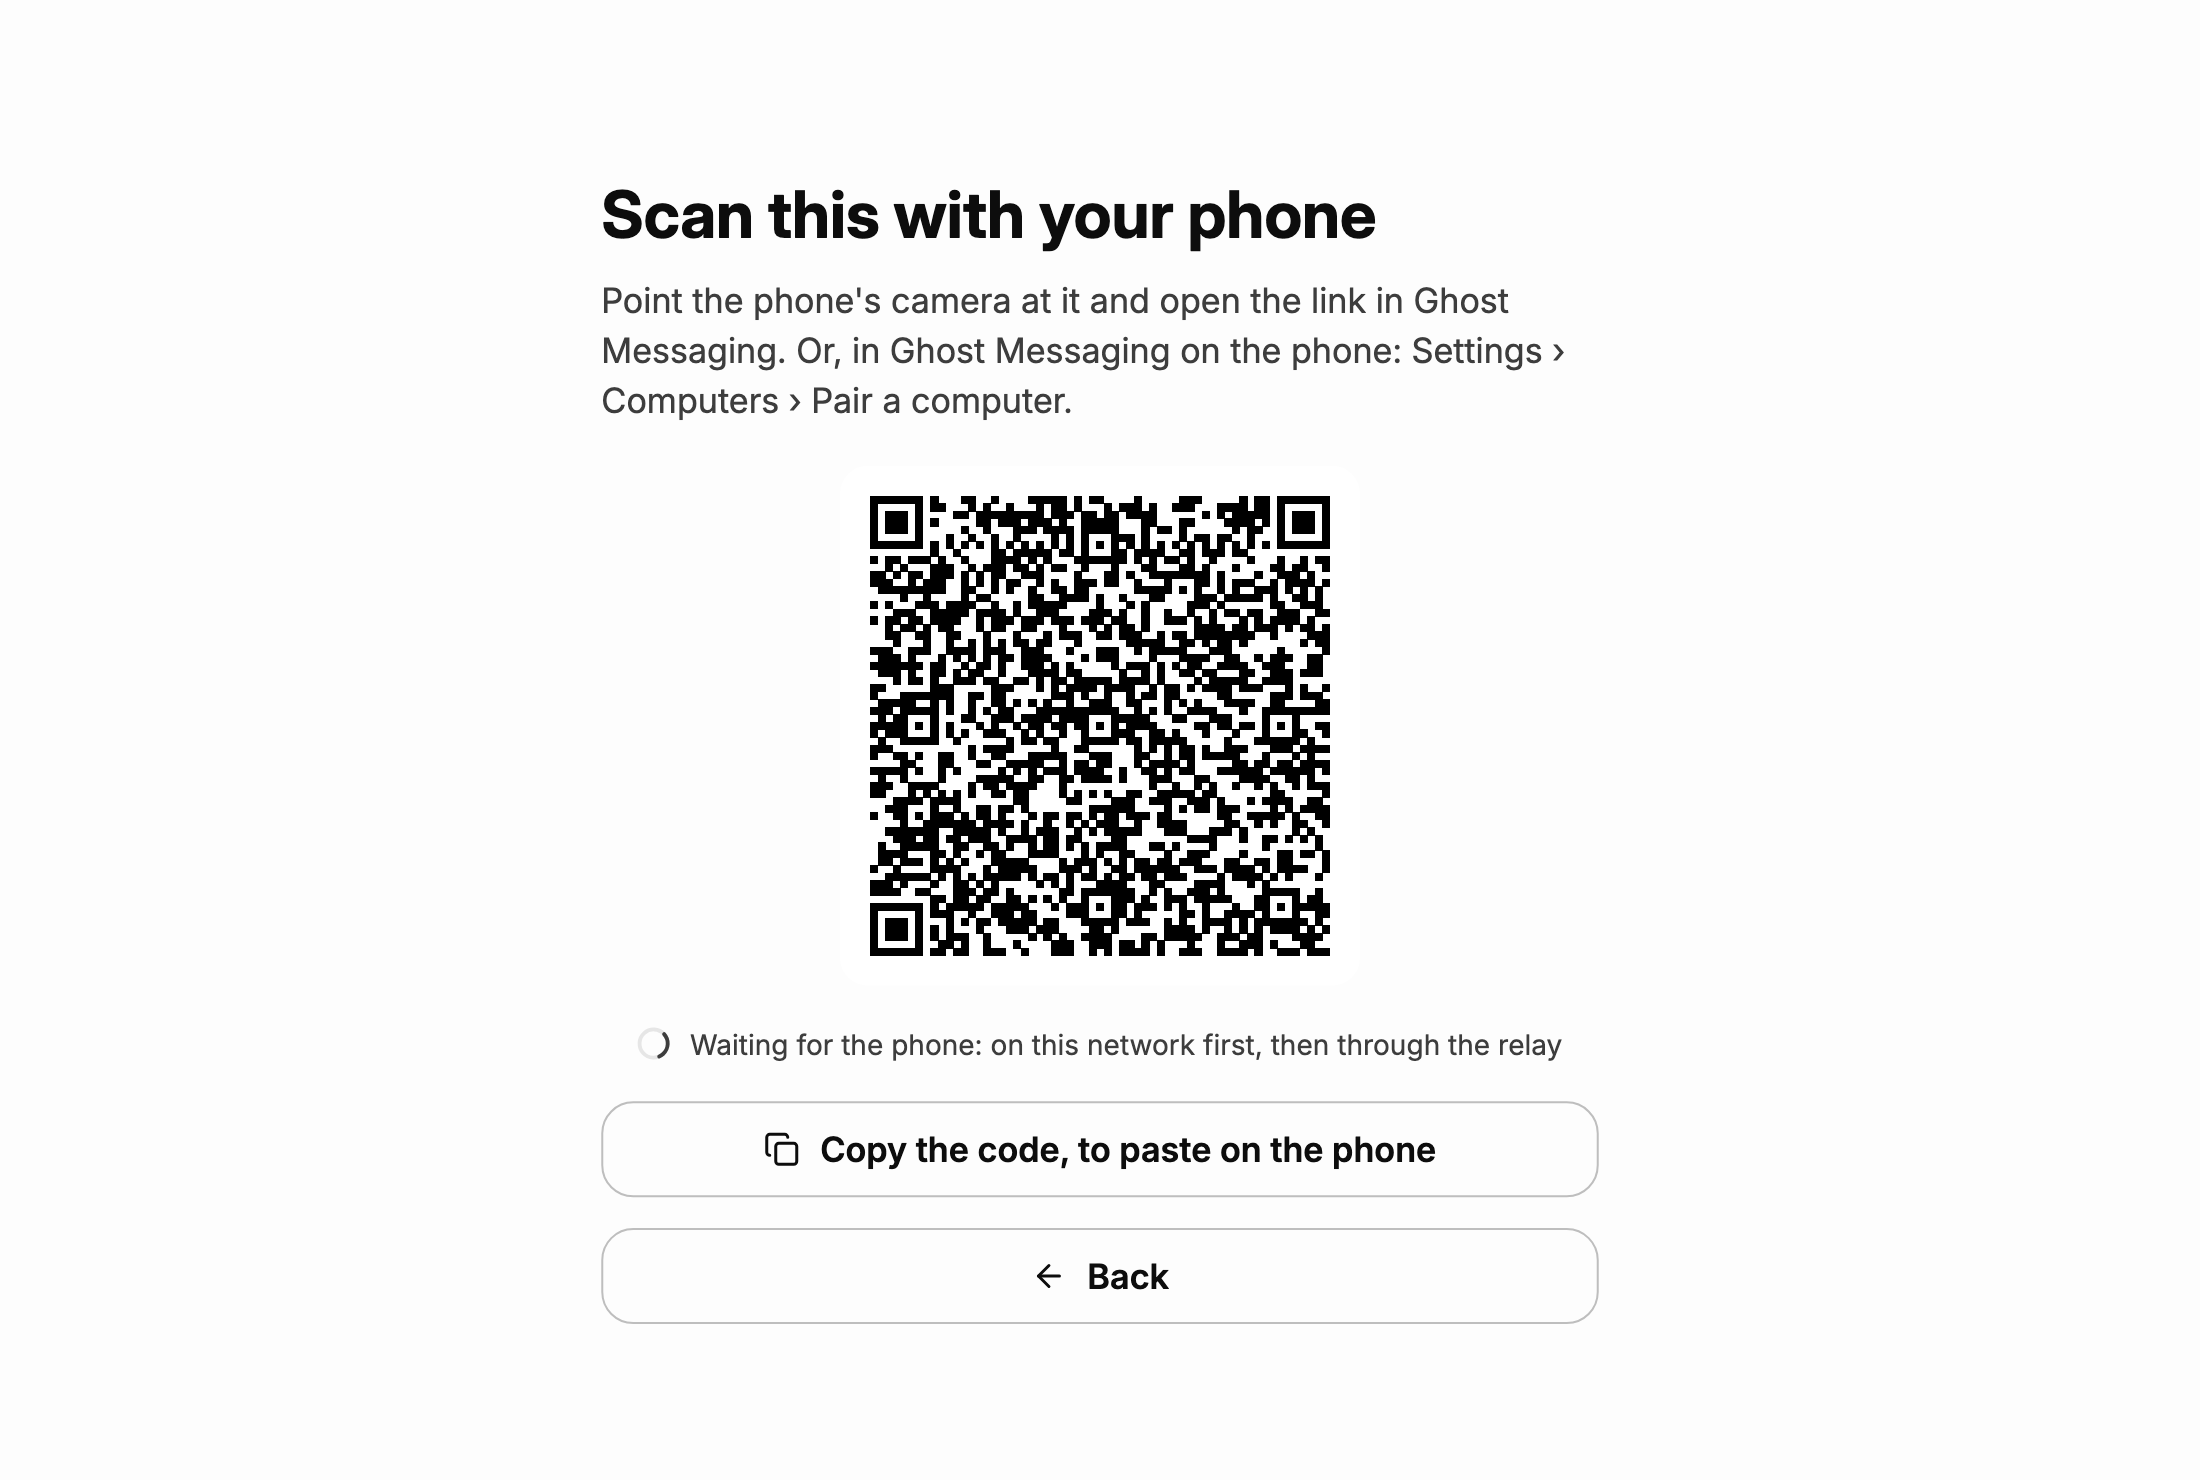 Scan this with your phone
Point the phone's camera at it and open the link in Ghost
Messaging. Or, in Ghost Messaging on the phone: Settings ›
Computers › Pair a computer.
Waiting for the phone: on this network first, then through the relay
Copy the code, to paste on the phone
Back